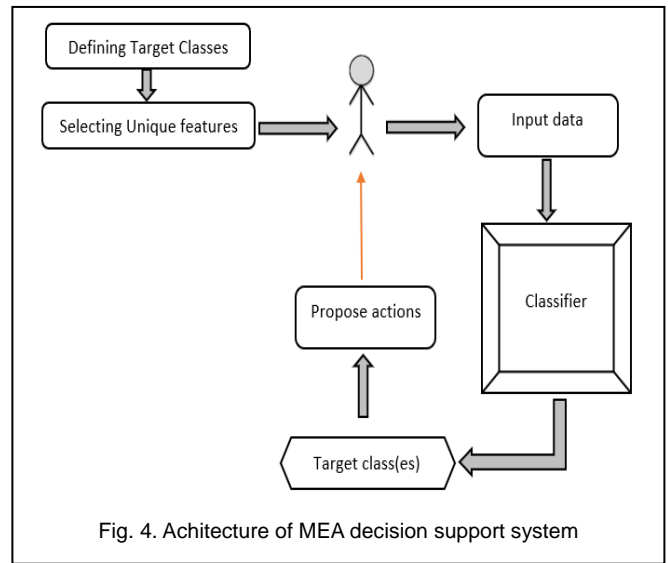 Defining Target Classes
Selecting Unique features
Input data
Classifier
Propose actions
Target class(es)
Fig. 4. Achitecture of MEA decision support system